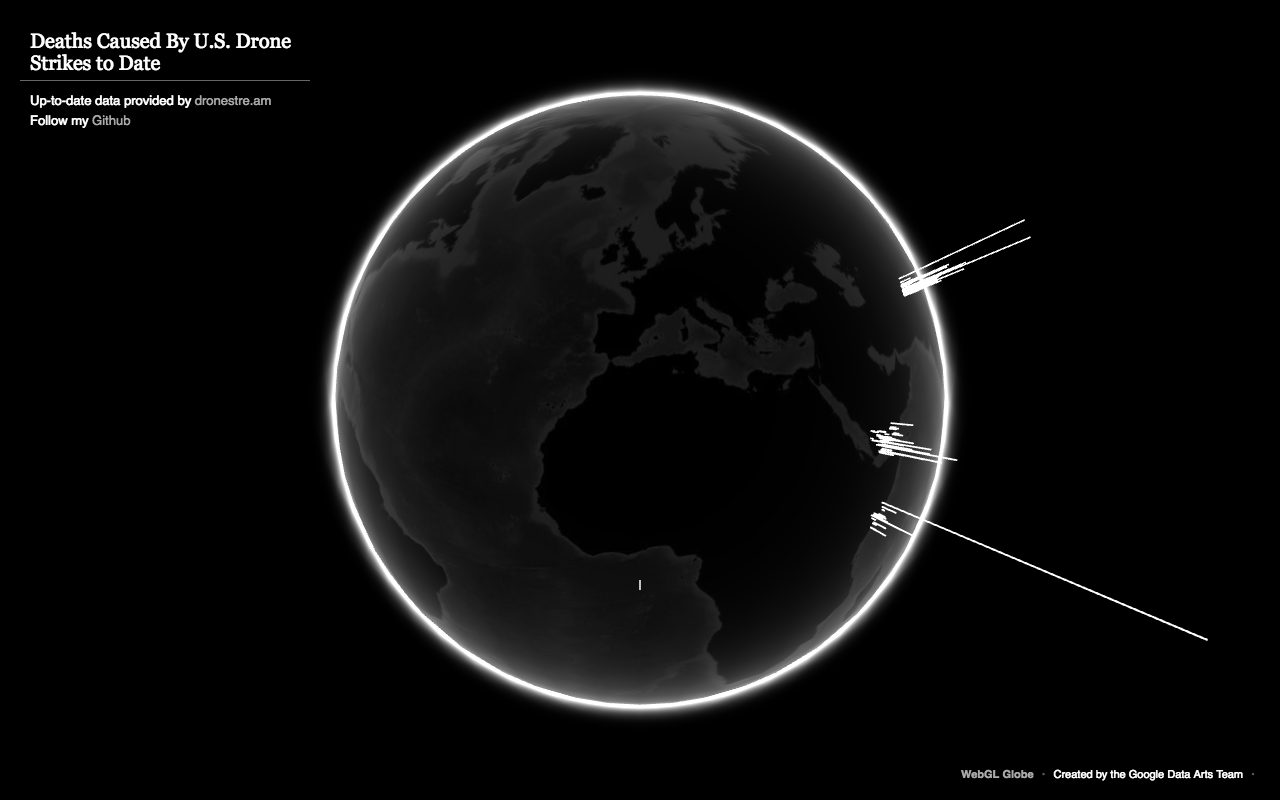 Deaths Caused By U.S. Drone
Strikes to Date
Up-to-date data provided by dronestre.am
Follow my Github
WebGL Globe · Created by the Google Data Arts Team ·